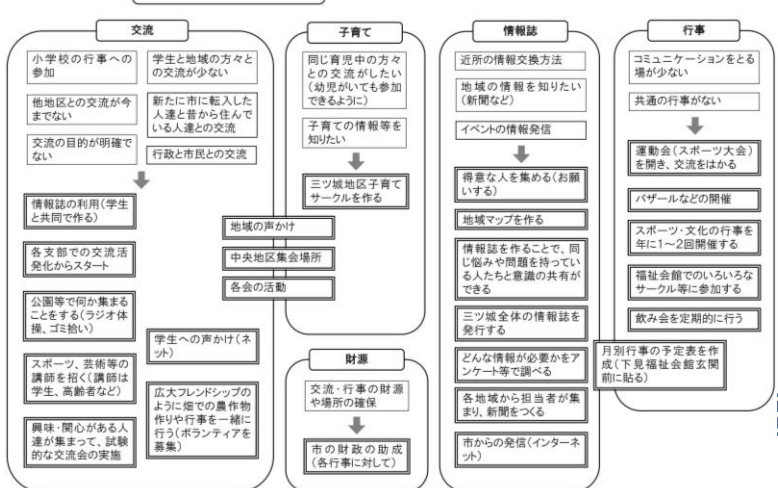 交流
小学校の行事への
参加
学生と地域の方々と
の交流が少ない
他地区との交流が今
までない
新たに市に転入した
人達と昔から住んで
いる人達との交流
交流の目的が明確で
ない
行政と市民との交流
情報誌の利用(学生
と共同で作る)
各支部での交流活
発化からスタート
公園等で何か集まる
ことをする(ラジオ体
操、ゴミ拾い)
スポーツ、芸術等の
講師を招く(講師は
学生、高齢者など)
興味・関心がある人
達が集まって、試験
的な交流会の実施
学生への声かけ(ネ
ット)
広大フレンドシップの
ように畑での農作物
作りや行事を一緒に
行う(ボランティアを
募集)
地域の声かけ
中央地区集会場所
各会の活動
子育て
同じ育児中の方々
との交流がしたい
(幼児がいても参加
できるように)
子育ての情報等を
知りたい
三ツ城地区子育て
サークルを作る
財源
交流・行事の財源
や場所の確保
市の財政の助成
(各行事に対して)
情報誌
近所の情報交換方法
地域の情報を知りたい
(新聞など)
イベントの情報発信
得意な人を集める(お願
いする)
地域マップを作る
情報誌を作ることで、同
じ悩みや問題を持ってい
る人たちと意識の共有が
できる
三ツ城全体の情報誌を
発行する
どんな情報が必要かをア
ンケート等で調べる
各地域から担当者が集
まり、新聞をつくる
市からの発信(インターネ
ット)
行事
コミュニケーションをとる
場が少ない
共通の行事がない
運動会(スポーツ大会)
を開き、交流をはかる
バザールなどの開催
スポーツ・文化の行事を
年に1~2回開催する
福祉会館でのいろいろな
サークル等に参加する
飲み会を定期的に行う
月別行事の予定表を作
成(下見福祉会館玄関
前に貼る)